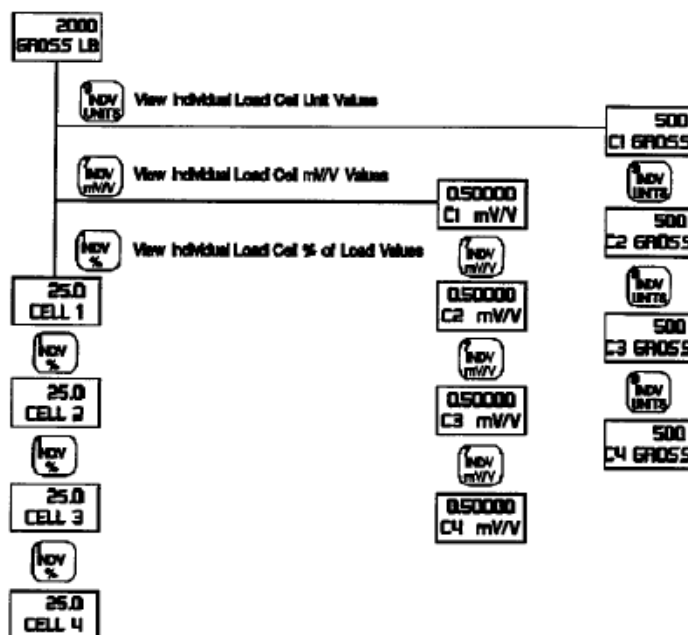 2000
GROSS LB
INDV
UNITS
View Individual Load Cell Unit Values
500
C1 GROSS
7
INDV
mV/V
View Individual Load Cell mV/V Values
INDV
UNITS
0.50000
C1 mV/V
500
C2 GROSS
INDV
%
View Individual Load Cell % of Load Values
7
INDV
mV/V
INDV
UNITS
25.0
CELL 1
0.50000
C2 mV/V
500
C3 GROSS
INDV
%
7
INDV
mV/V
INDV
UNITS
25.0
CELL 2
0.50000
C3 mV/V
500
C4 GROSS
INDV
%
7
INDV
mV/V
25.0
CELL 3
0.50000
C4 mV/V
INDV
%
25.0
CELL 4